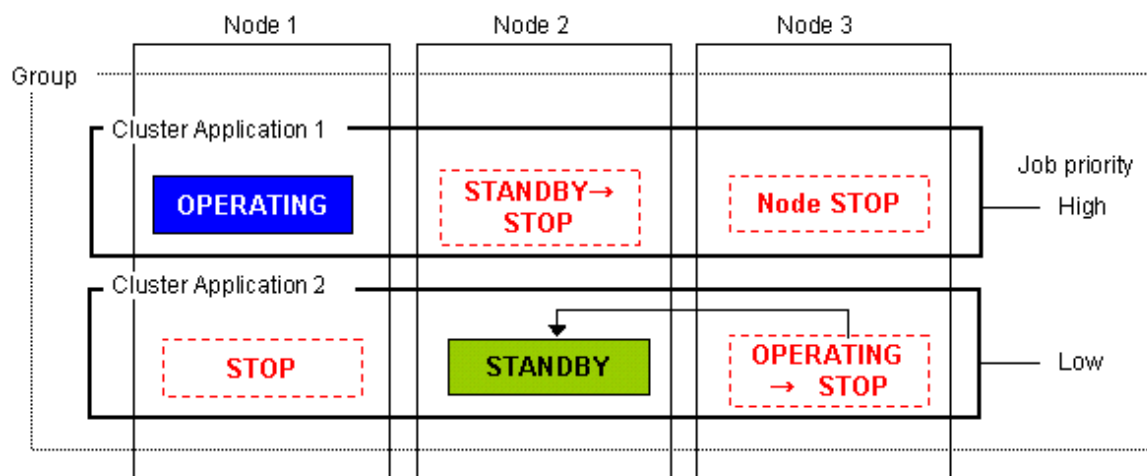 Node 1
Node 2
Node 3
Group
Cluster Application 1
Job priority
OPERATING
STANDBY→
STOP
Node STOP
High
Cluster Application 2
STOP
STANDBY
OPERATING
→ STOP
Low